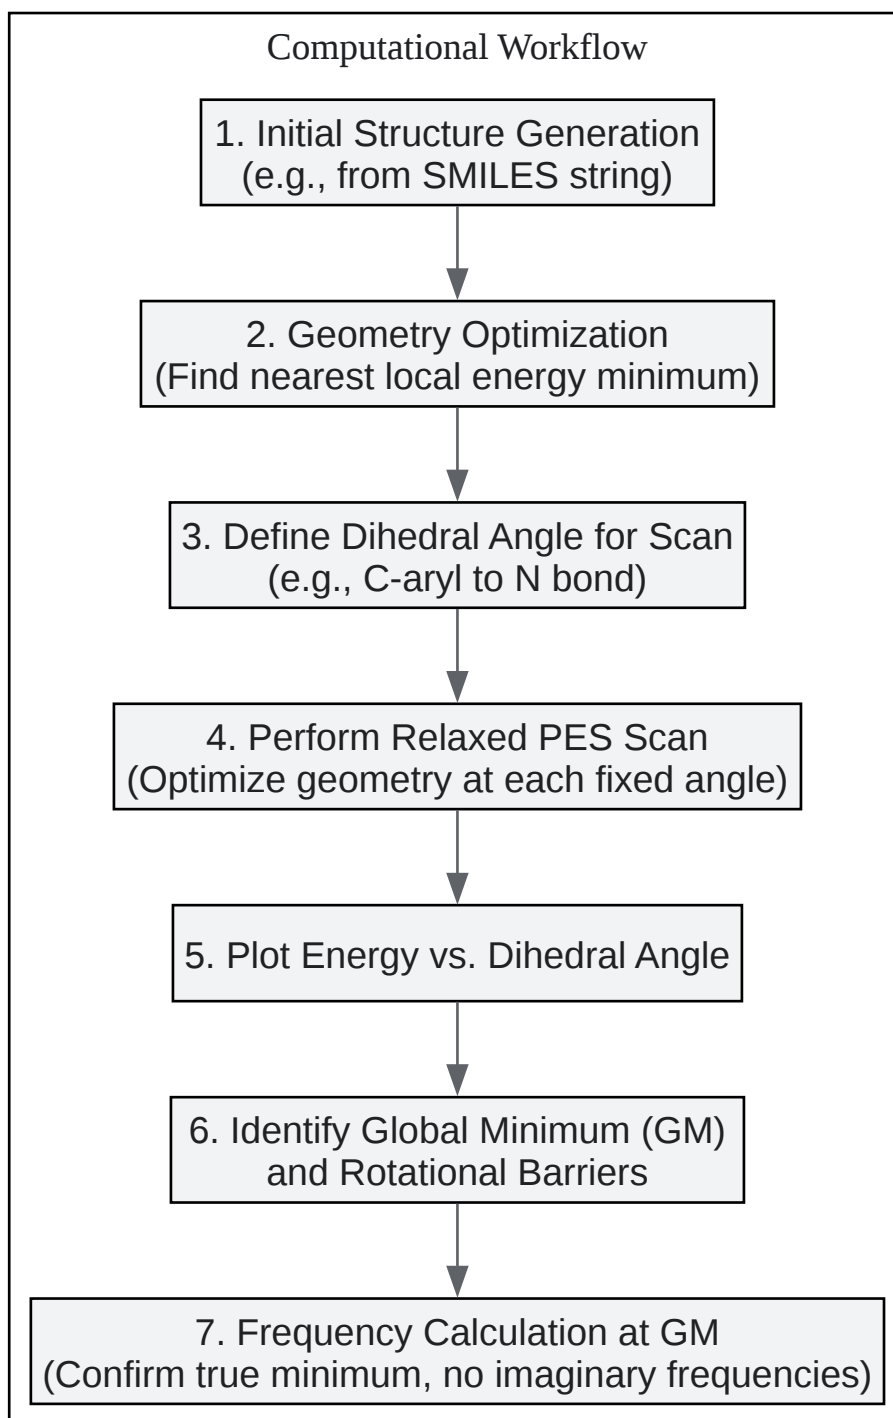 Computational Workflow
1. Initial Structure Generation
(e.g., from SMILES string)
2. Geometry Optimization
(Find nearest local energy minimum)
3. Define Dihedral Angle for Scan
(e.g., C-aryl to N bond)
4. Perform Relaxed PES Scan
(Optimize geometry at each fixed angle)
5. Plot Energy vs. Dihedral Angle
6. Identify Global Minimum (GM)
and Rotational Barriers
7. Frequency Calculation at GM
(Confirm true minimum, no imaginary frequencies)